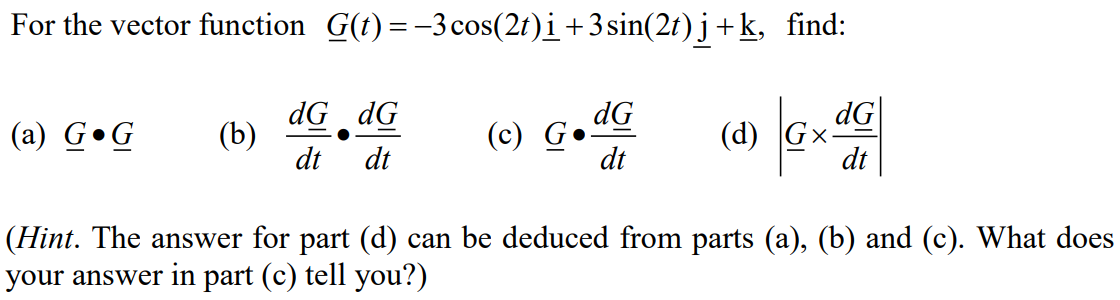 For the vector function G(t) = −3cos(2t)i + 3sin(2t)j + k, find:
(a) G•G (b) dG/dt • dG/dt (c) G•dG/dt (d) |G×dG/dt|
(Hint. The answer for part (d) can be deduced from parts (a), (b) and (c). What does
your answer in part (c) tell you?)